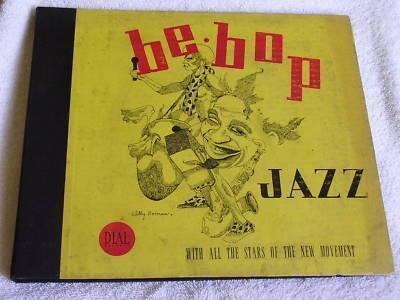 be·bop
JAZZ
DIAL
WITH ALL THE STARS OF THE NEW MOVEMENT